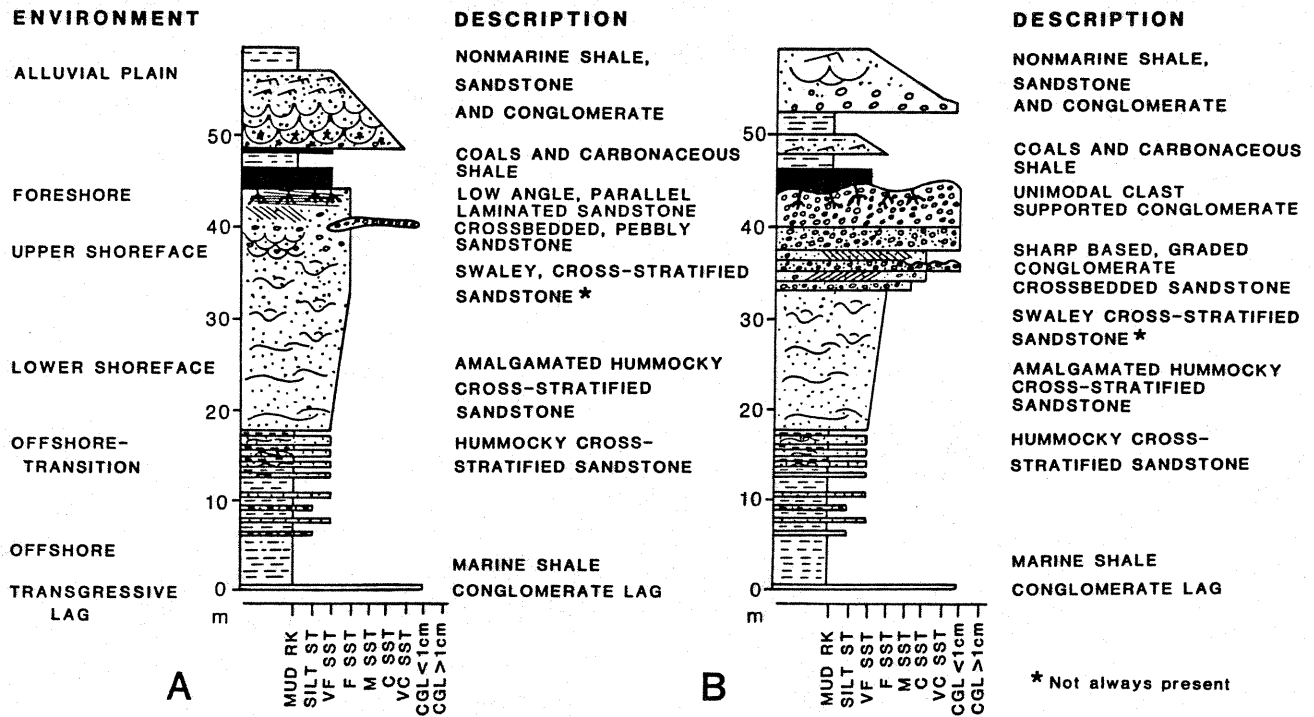 ENVIRONMENT
ALLUVIAL PLAIN
FORESHORE
UPPER SHOREFACE
LOWER SHOREFACE
OFFSHORE-
TRANSITION
OFFSHORE
TRANSGRESSIVE
LAG
50
40
30
20
10
0
m
MUD RK
SILT ST
VF SST
F SST
M SST
C SST
VC SST
CGL <1cm
CGL >1cm
A
DESCRIPTION
NONMARINE SHALE,
SANDSTONE
AND CONGLOMERATE
COALS AND CARBONACEOUS
SHALE
LOW ANGLE, PARALLEL
LAMINATED SANDSTONE
CROSSBEDDED, PEBBLY
SANDSTONE
SWALEY, CROSS-STRATIFIED
SANDSTONE *
AMALGAMATED HUMMOCKY
CROSS-STRATIFIED
SANDSTONE
HUMMOCKY CROSS-
STRATIFIED SANDSTONE
MARINE SHALE
CONGLOMERATE LAG
50
40
30
20
10
0
m
MUD RK
SILT ST
VF SST
F SST
M SST
C SST
VC SST
CGL <1cm
CGL >1cm
B
DESCRIPTION
NONMARINE SHALE,
SANDSTONE
AND CONGLOMERATE
COALS AND CARBONACEOUS
SHALE
UNIMODAL CLAST
SUPPORTED CONGLOMERATE
SHARP BASED, GRADED
CONGLOMERATE
CROSSBEDDED SANDSTONE
SWALEY CROSS-STRATIFIED
SANDSTONE *
AMALGAMATED HUMMOCKY
CROSS-STRATIFIED
SANDSTONE
HUMMOCKY CROSS-
STRATIFIED SANDSTONE
MARINE SHALE
CONGLOMERATE LAG
* Not always present